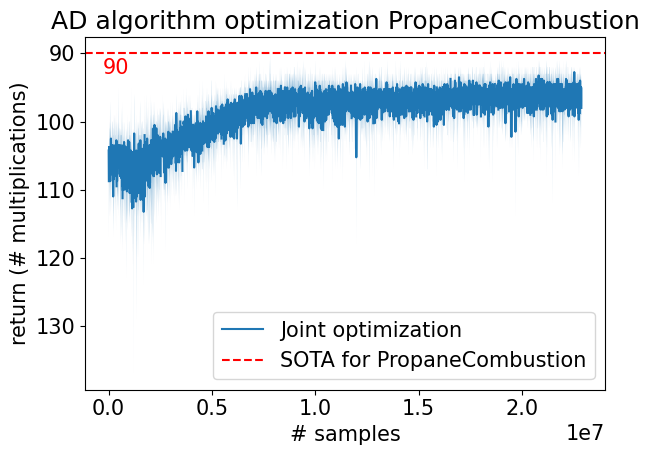 AD algorithm optimization PropaneCombustion
90
90
100
110
120
130
return (# multiplications)
Joint optimization
SOTA for PropaneCombustion
0.0
0.5
1.0
1.5
2.0
# samples
1e7